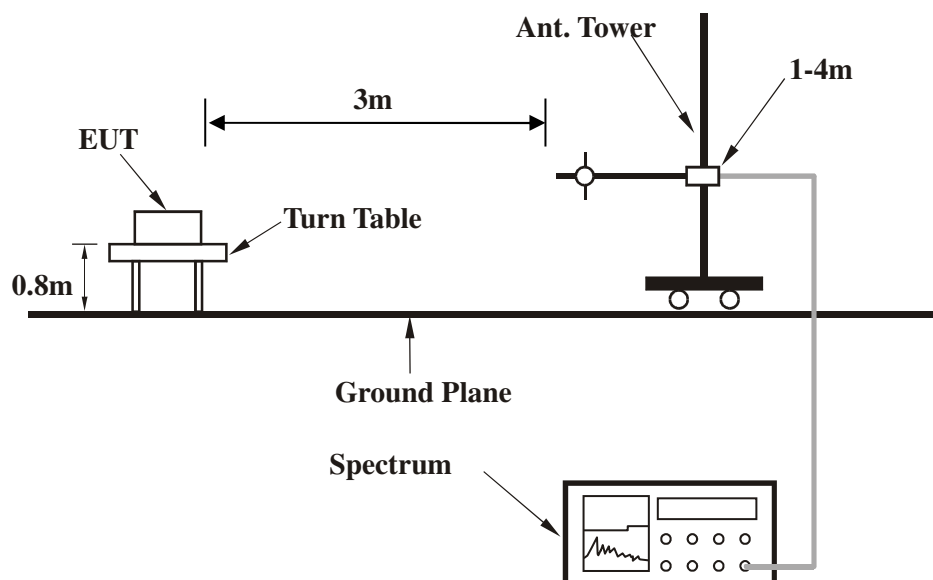 Ant. Tower
1-4m
3m
EUT
Turn Table
0.8m
Ground Plane
Spectrum